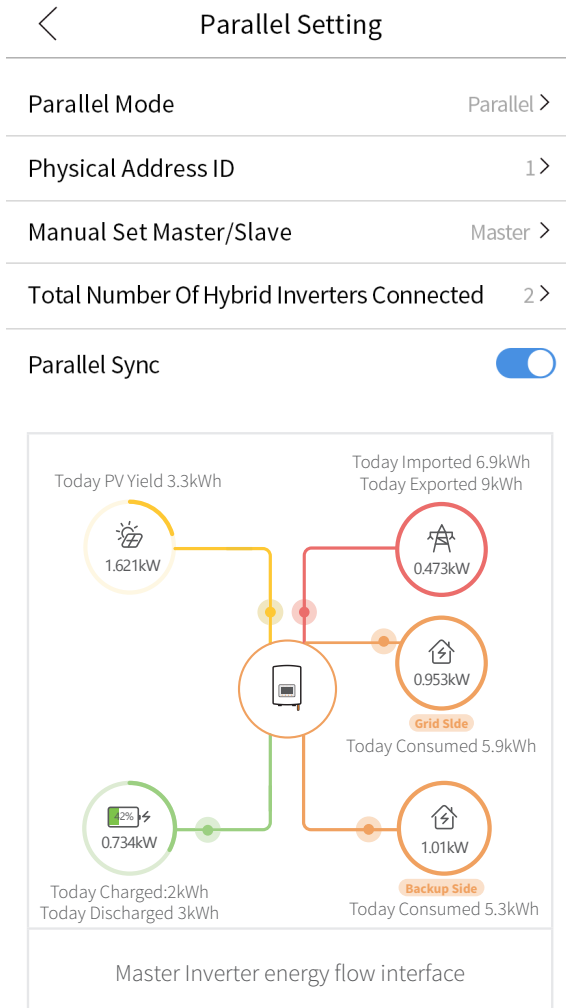 Parallel Setting
Parallel Mode Parallel
Physical Address ID 1
Manual Set Master/Slave Master
Total Number Of Hybrid Inverters Connected 2
Parallel Sync
Today Imported 6.9kWh
Today PV Yield 3.3kWh
Today Exported 9kWh
1.621kW
0.473kW
0.953kW
Grid SIde
Today Consumed 5.9kWh
42%
0.734kW
1.01kW
Backup Side
Today Charged:2kWh
Today Discharged 3kWh
Today Consumed 5.3kWh
Master Inverter energy flow interface